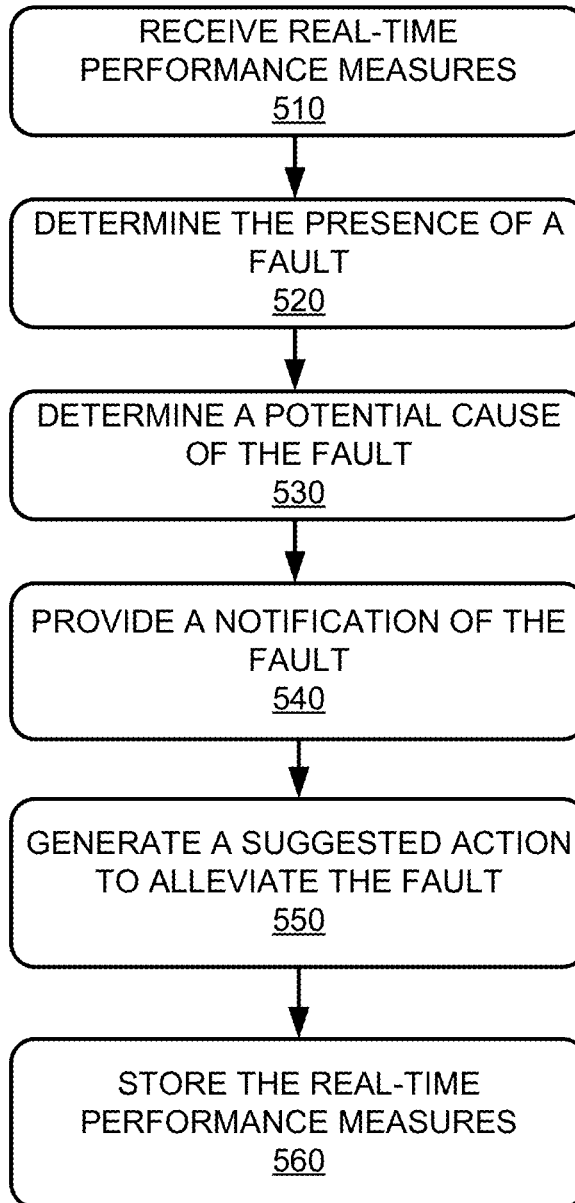 RECEIVE REAL-TIME
PERFORMANCE MEASURES
510
DETERMINE THE PRESENCE OF A
FAULT
520
DETERMINE A POTENTIAL CAUSE
OF THE FAULT
530
PROVIDE A NOTIFICATION OF THE
FAULT
540
GENERATE A SUGGESTED ACTION
TO ALLEVIATE THE FAULT
550
STORE THE REAL-TIME
PERFORMANCE MEASURES
560